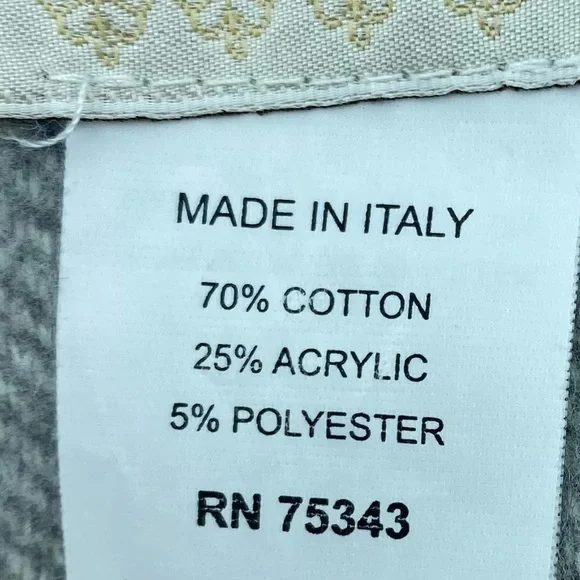 MADE IN ITALY
70% COTTON
25% ACRYLIC
5% POLYESTER
RN 75343